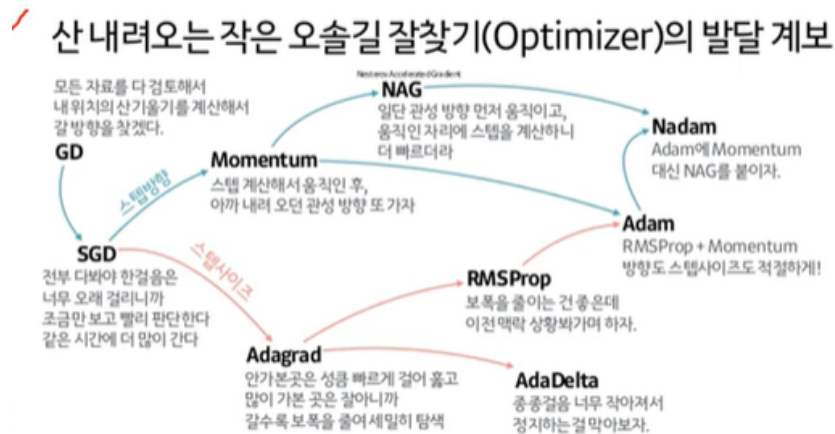 산 내려오는 작은 오솔길 잘찾기(Optimizer)의 발달 계보
모든 자료를 다 검토해서
내 위치의 산기울기를 계산해서
갈 방향을 찾겠다.
GD
스텝방향
Momentum
스텝 계산해서 움직인 후,
아까 내려 오던 관성 방향 또 가자
Nesterov Accelerated Gradient
NAG
일단 관성 방향 먼저 움직이고,
움직인 자리에 스텝을 계산하니
더 빠르더라
Nadam
Adam에 Momentum
대신 NAG를 붙이자.
Adam
RMSProp + Momentum
방향도 스텝사이즈도 적절하게!
SGD
전부 다봐야 한걸음은
너무 오래 걸리니까
조금만 보고 빨리 판단한다
같은 시간에 더 많이 간다
스텝사이즈
RMSProp
보폭을 줄이는 건 좋은데
이전 맥락 상황봐가며 하자.
Adagrad
안가본곳은 성큼 빠르게 걸어 훑고
많이 가본 곳은 잘아니까
갈수록 보폭을 줄여 세밀히 탐색
AdaDelta
종종걸음 너무 작아져서
정지하는걸 막아보자.